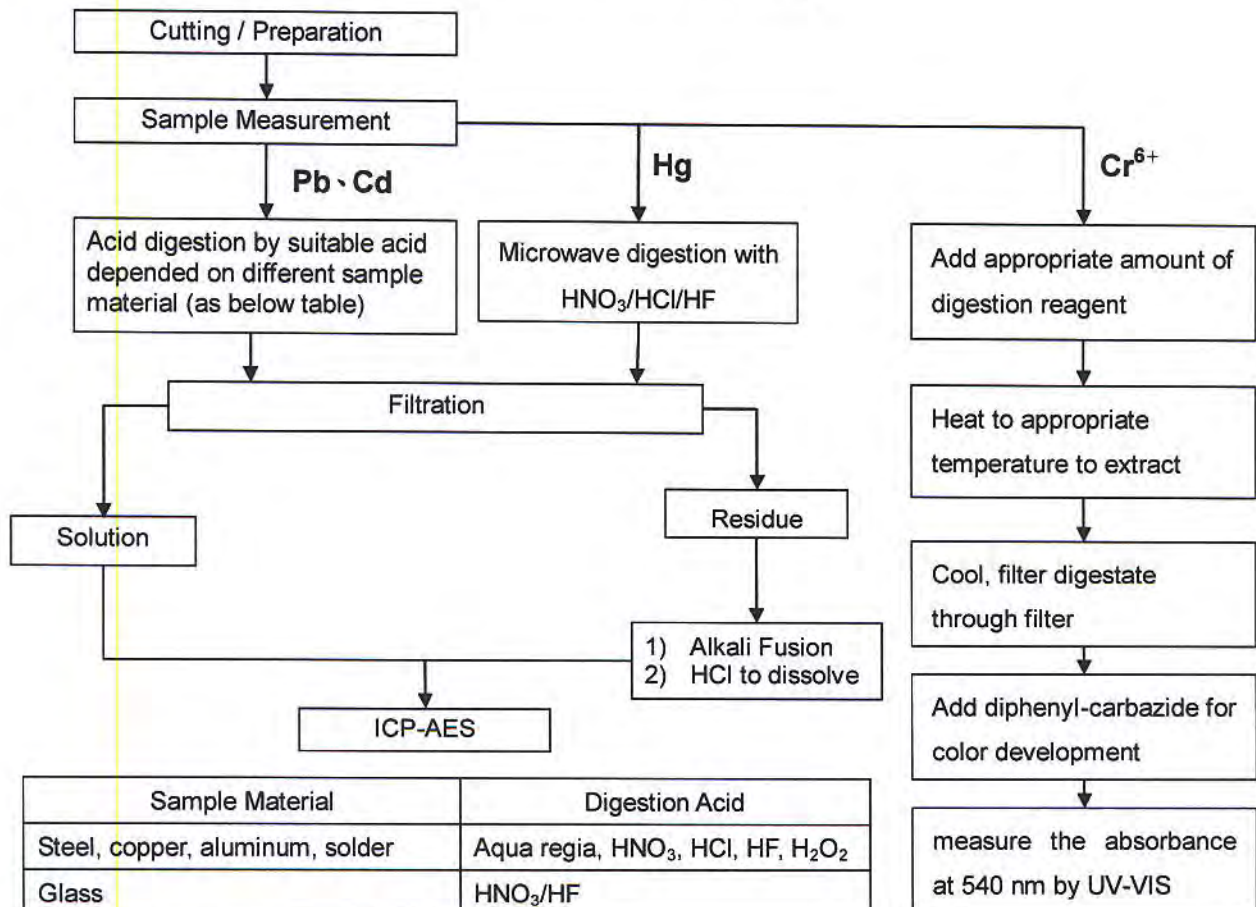 Cutting / Preparation
Sample Measurement
Pb、Cd
Hg
Cr⁶⁺
Acid digestion by suitable acid
depended on different sample
material (as below table)
Microwave digestion with
HNO₃/HCl/HF
Add appropriate amount of
digestion reagent
Filtration
Heat to appropriate
temperature to extract
Solution
Residue
Cool, filter digestate
through filter
1) Alkali Fusion
2) HCl to dissolve
ICP-AES
Add diphenyl-carbazide for
color development
Sample Material Digestion Acid
Steel, copper, aluminum, solder Aqua regia, HNO₃, HCl, HF, H₂O₂
Glass HNO₃/HF
measure the absorbance
at 540 nm by UV-VIS